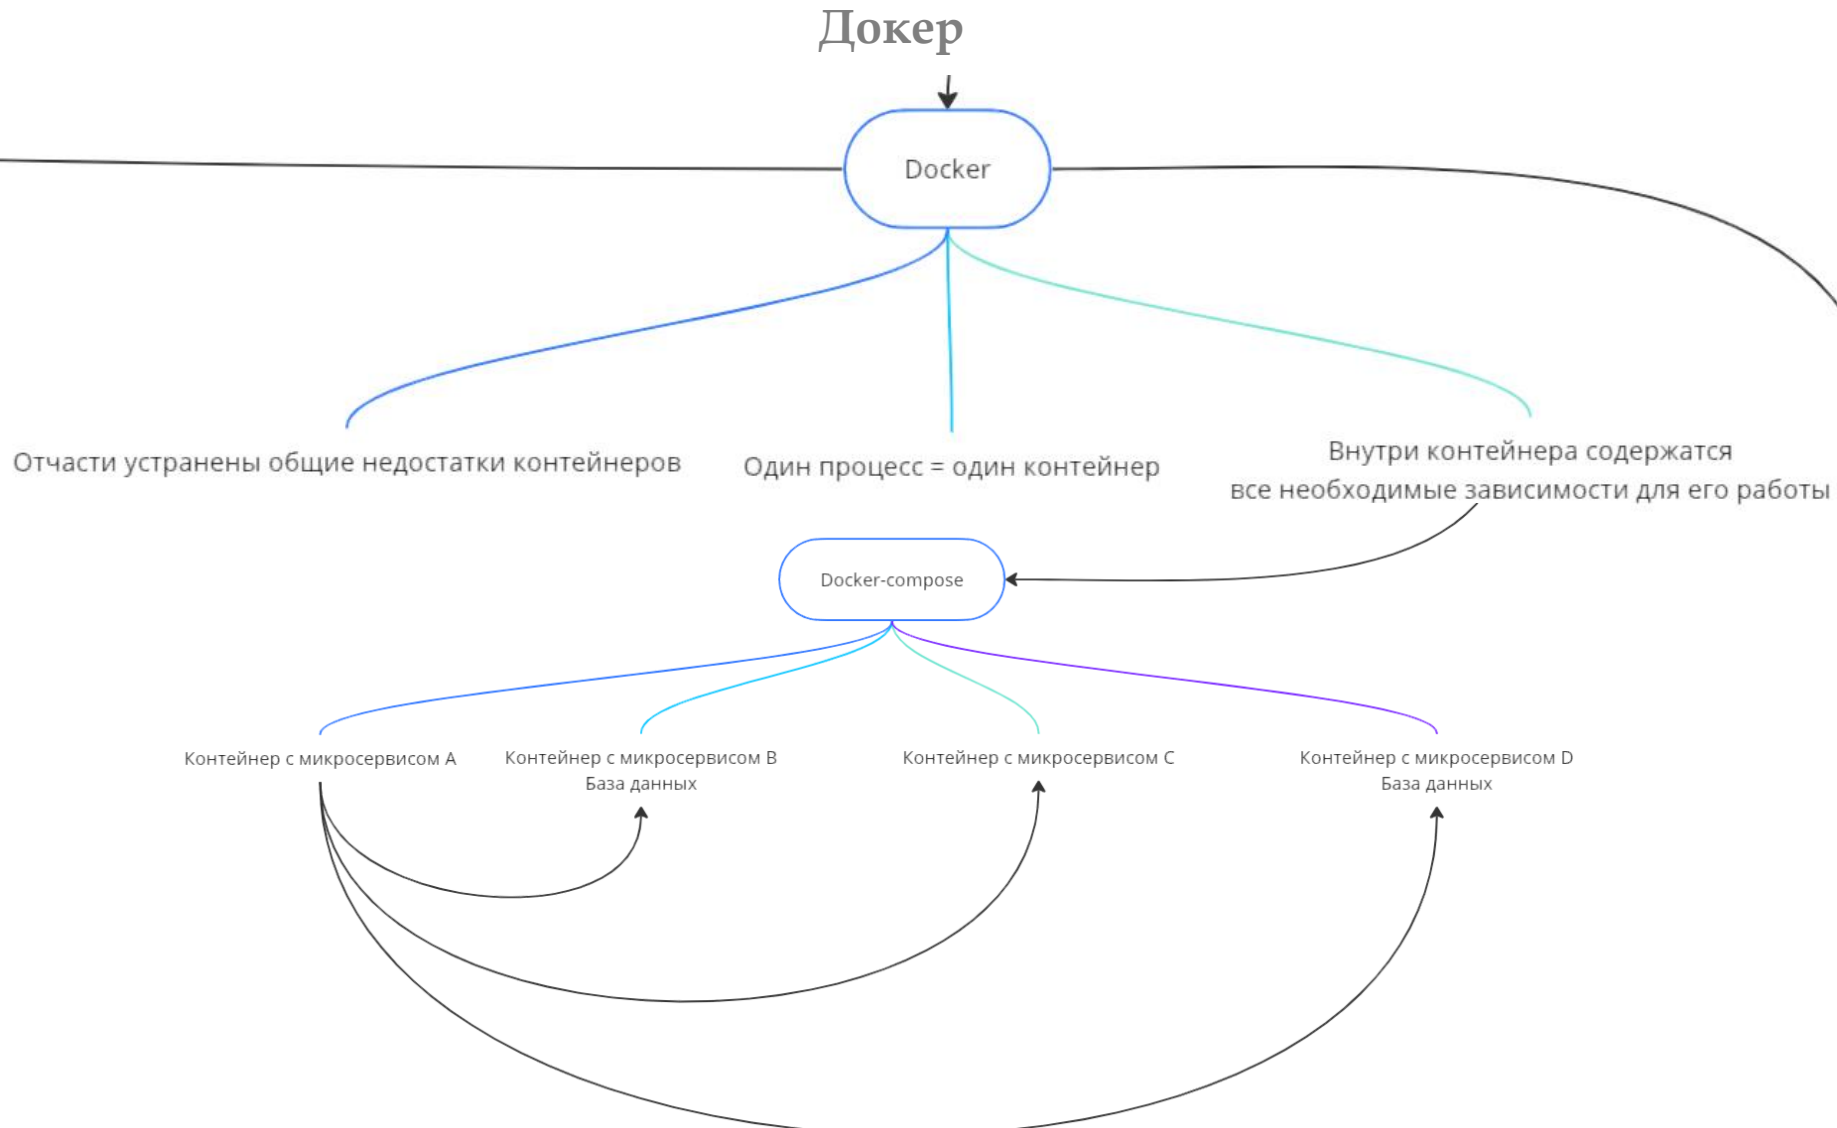 Докер
Docker
Отчасти устранены общие недостатки контейнеров
Один процесс = один контейнер
Внутри контейнера содержатся
все необходимые зависимости для его работы
Docker-compose
Контейнер с микросервисом A
Контейнер с микросервисом B
База данных
Контейнер с микросервисом C
Контейнер с микросервисом D
База данных